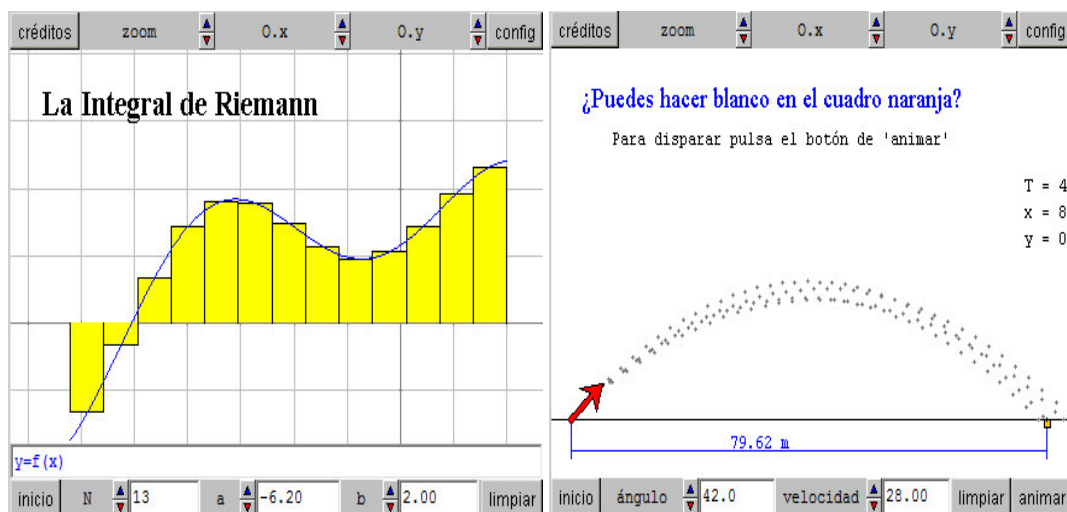 créditos zoom O.x O.y config
La Integral de Riemann
y=f(x)
inicio N 13 a -6.20 b 2.00 limpiar
créditos zoom O.x O.y config
¿Puedes hacer blanco en el cuadro naranja?
Para disparar pulsa el botón de 'animar'
T = 4
x = 8
y = 0
79.62 m
inicio ángulo 42.0 velocidad 28.00 limpiar animar